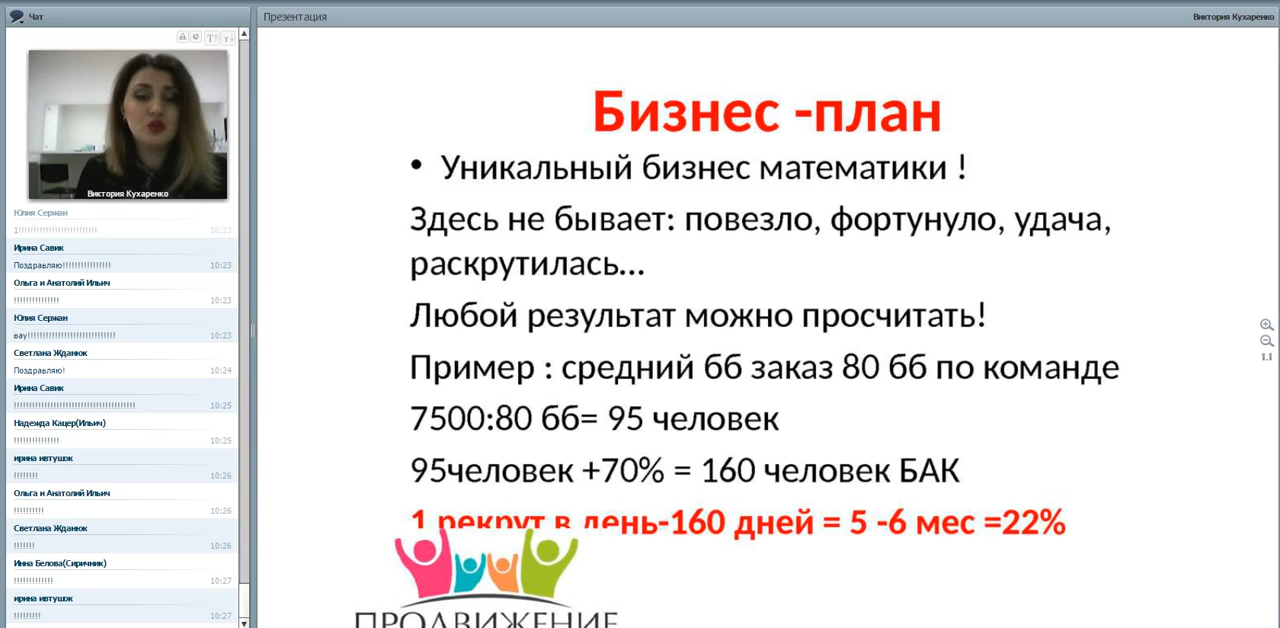 Чат
Виктория Кухаренко
Юлия Сержан
1!!!!!!!!!!!!!!!!!!!!!!!!!! 10:23
Ирина Савик
Поздравляю!!!!!!!!!!!!!!!! 10:23
Ольга и Анатолий Ильич
!!!!!!!!!!!!!!! 10:23
Юлия Сержан
вау!!!!!!!!!!!!!!!!!!!!!!!!!!!!! 10:23
Светлана Жданюк
Поздравляю! 10:24
Ирина Савик
!!!!!!!!!!!!!!!!!!!!!!!!!!!!!!!!!!!!!!!! 10:25
Надежда Кацер(Ильич)
!!!!!!!!!!!!!!! 10:25
ирина ивтушок
!!!!!!!! 10:26
Ольга и Анатолий Ильич
!!!!!!!!!! 10:26
Светлана Жданюк
!!!!!!! 10:26
Инна Белова(Сиричник)
!!!!!!!!!!!!! 10:27
ирина ивтушок
!!!!!!!!! 10:27
Презентация
Виктория Кухаренко
Бизнес -план
• Уникальный бизнес математики !
Здесь не бывает: повезло, фортунуло, удача,
раскрутилась...
Любой результат можно просчитать!
Пример : средний бб заказ 80 бб по команде
7500:80 бб= 95 человек
95человек +70% = 160 человек БАК
1 рекрут в день-160 дней = 5 -6 мес =22%
ПРОДВИЖЕНИЕ
1.1